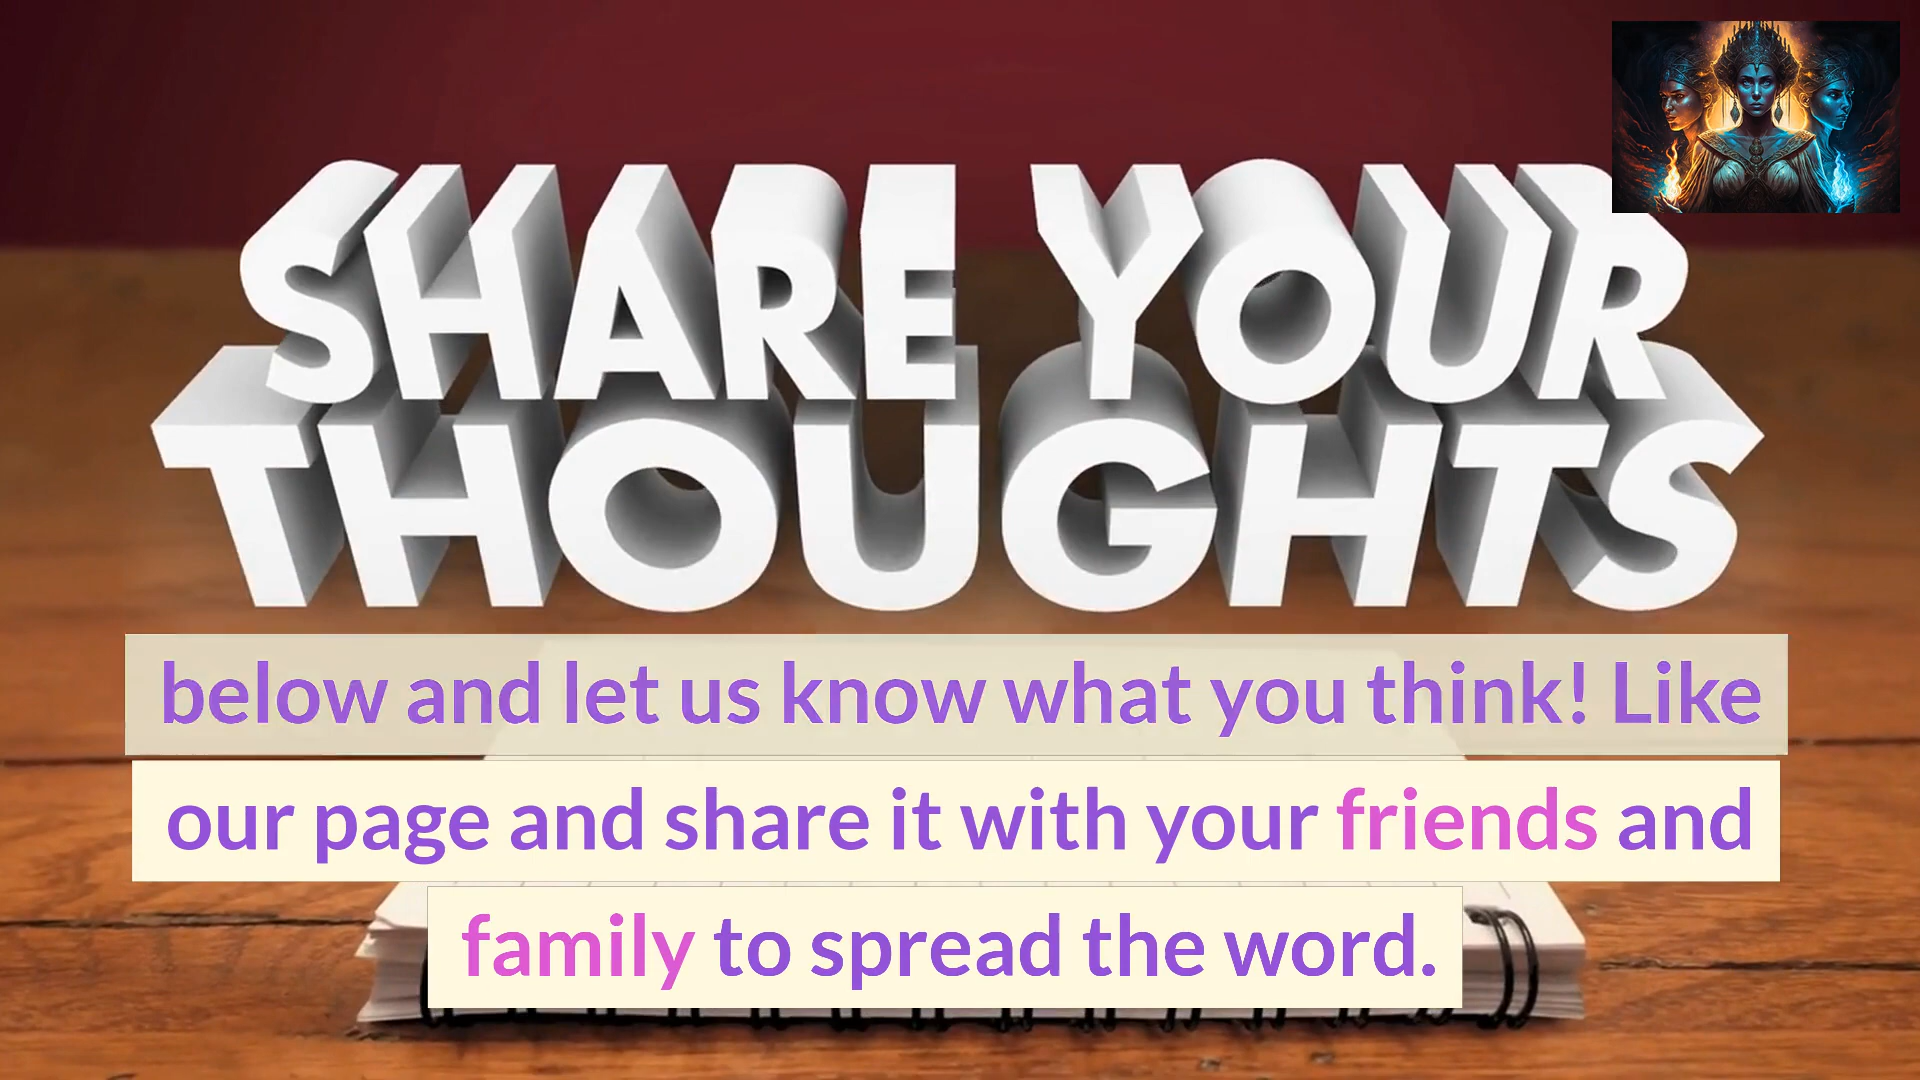 SHARE YOUR
THOUGHTS
below and let us know what you think! Like
our page and share it with your friends and
family to spread the word.